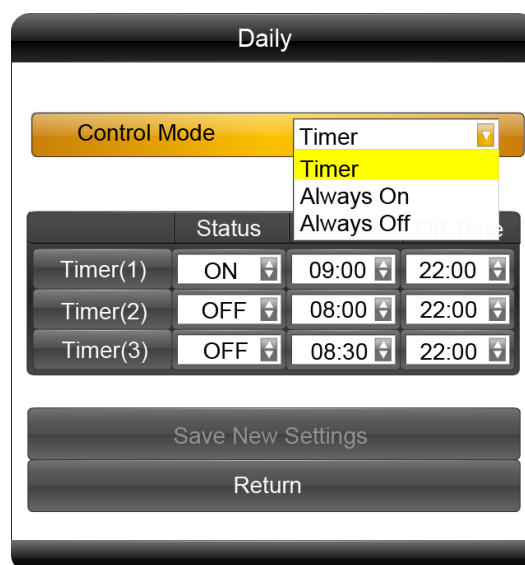 Daily
Control Mode Timer
Timer
Always On
Always Off
Status Off Time
Timer(1) ON 09:00 22:00
Timer(2) OFF 08:00 22:00
Timer(3) OFF 08:30 22:00
Save New Settings
Return